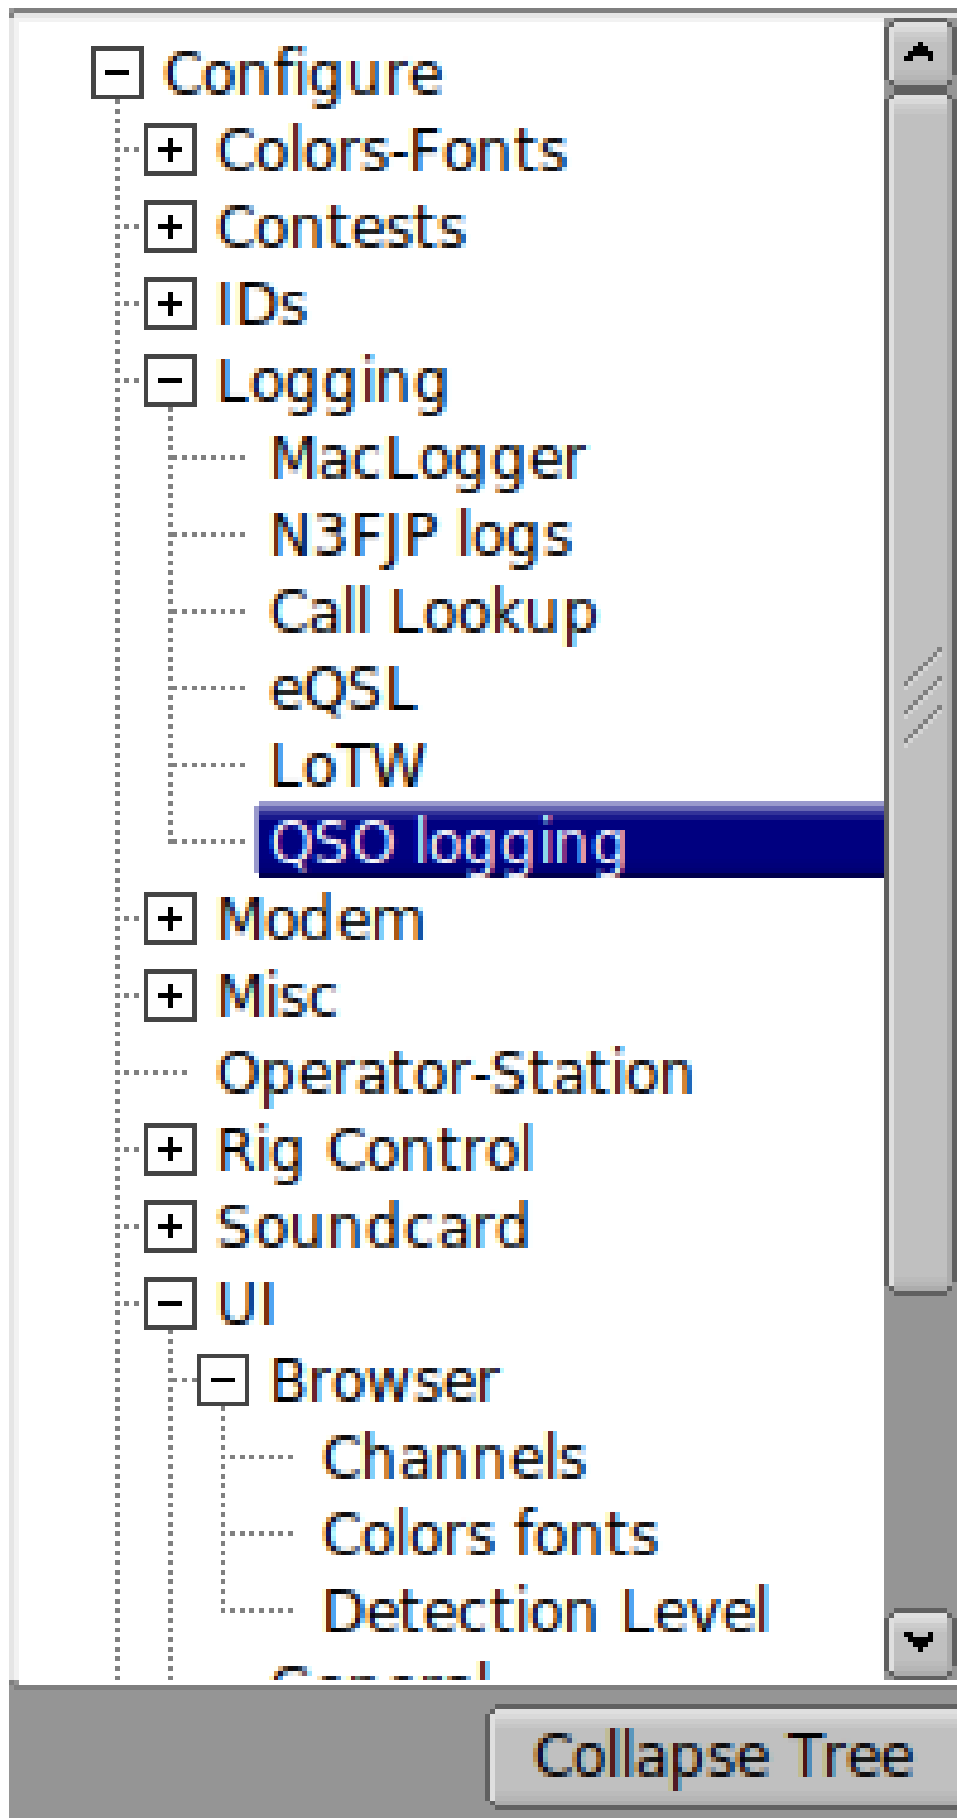 Configure
Colors-Fonts
Contests
IDs
Logging
MacLogger
N3FJP logs
Call Lookup
eQSL
LoTW
QSO logging
Modem
Misc
Operator-Station
Rig Control
Soundcard
UI
Browser
Channels
Colors fonts
Detection Level
General
Collapse Tree